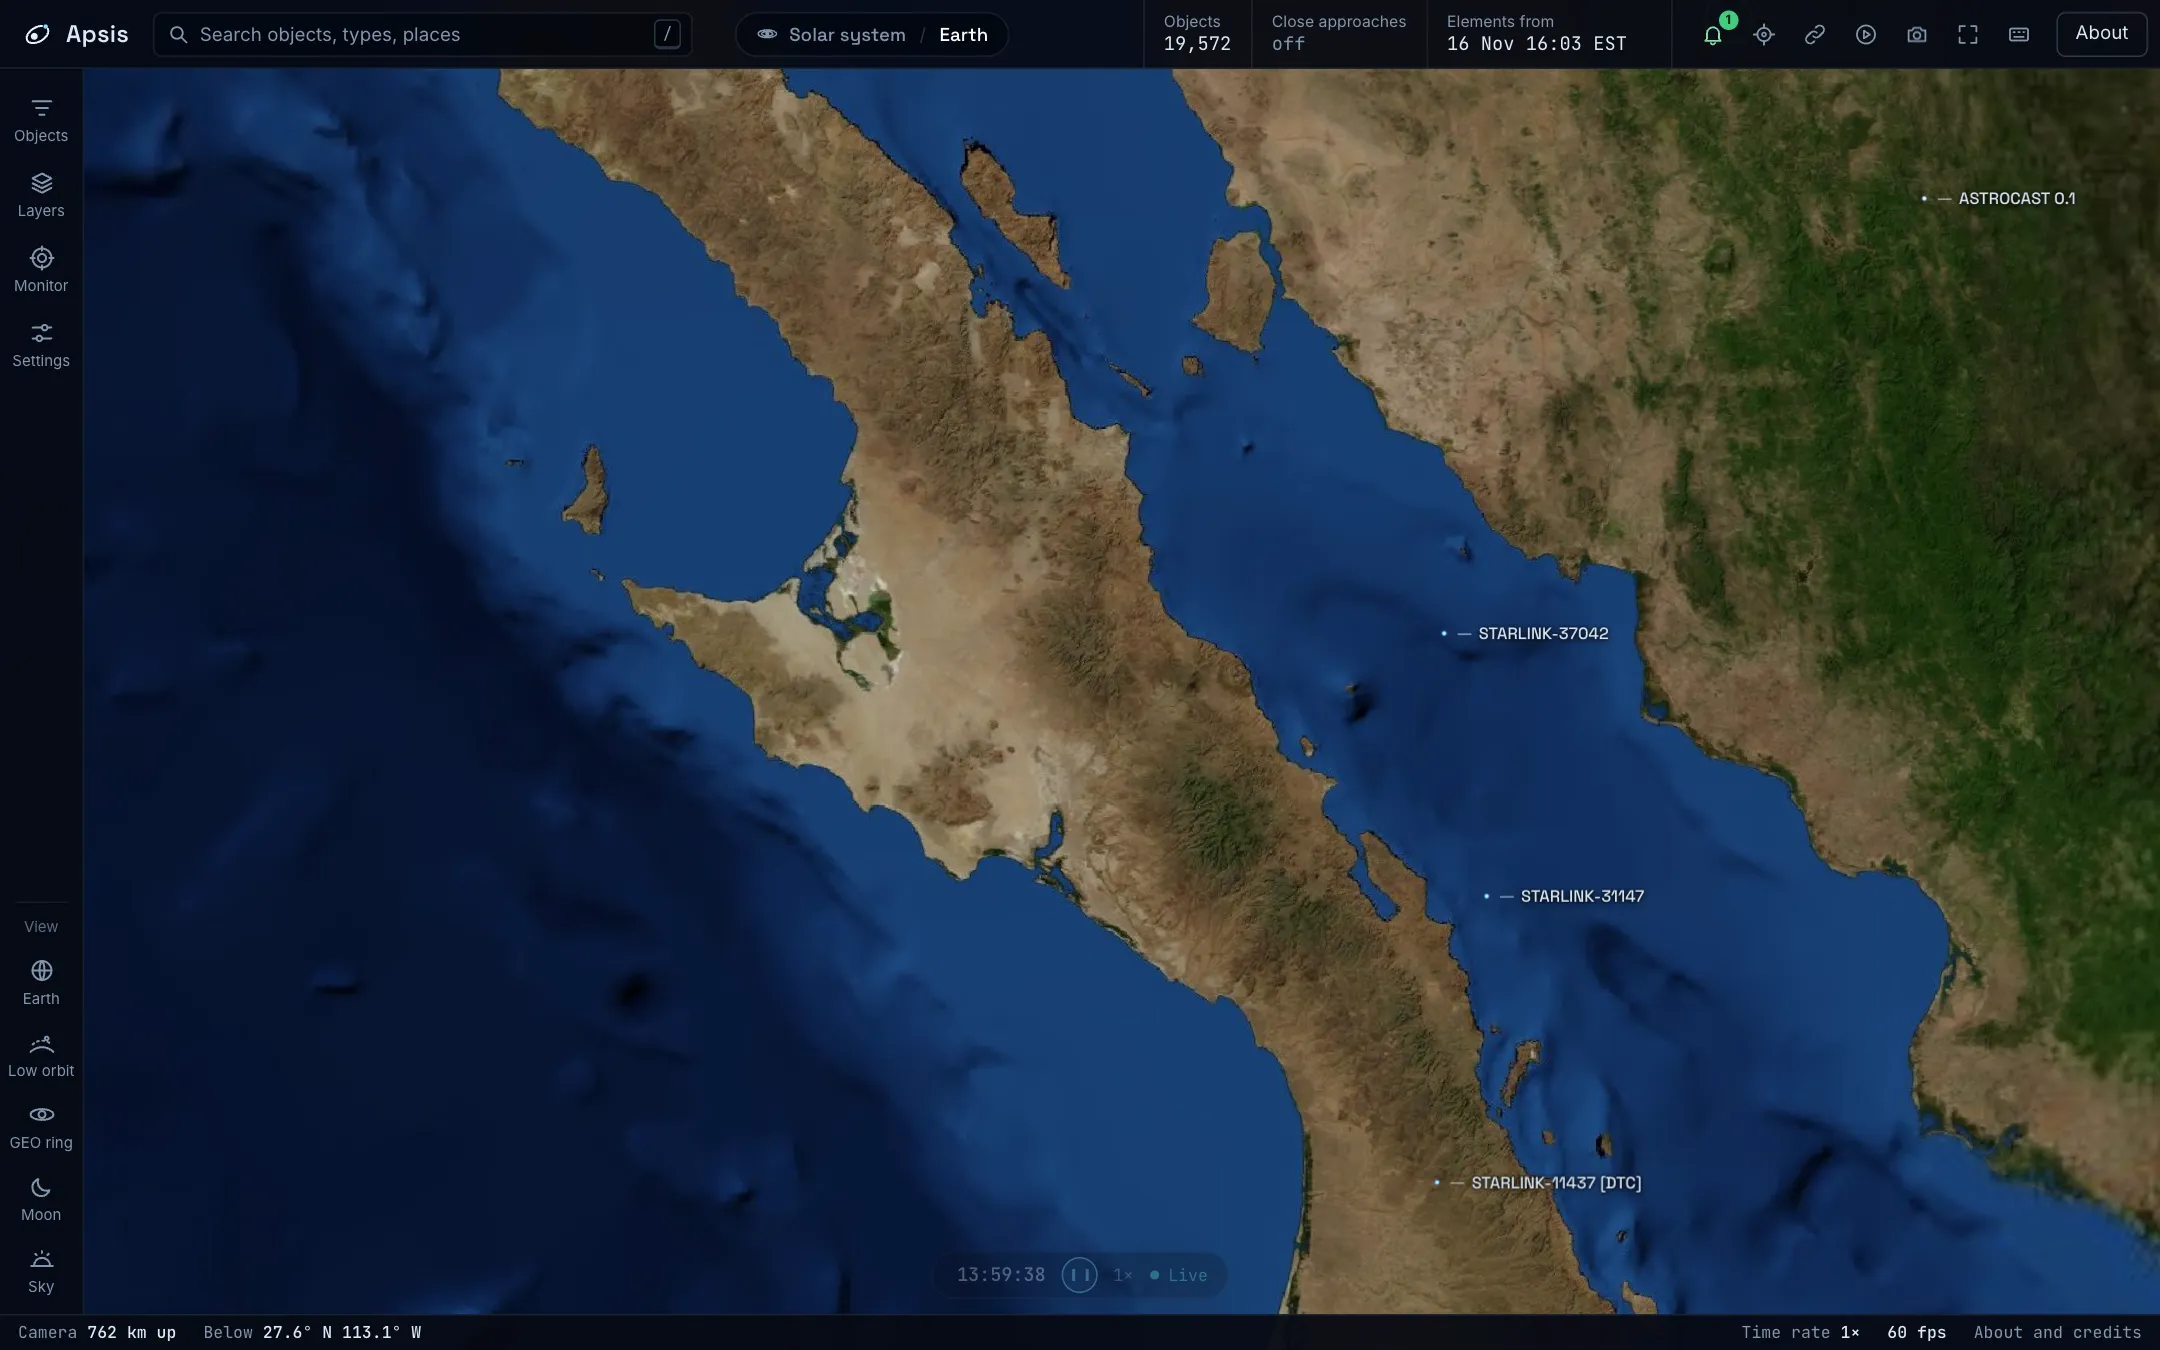 Apsis
Search objects, types, places
/
Solar system / Earth
Objects
19,572
Close approaches
off
Elements from
16 Nov 16:03 EST
1
About
Objects
Layers
Monitor
Settings
View
Earth
Low orbit
GEO ring
Moon
Sky
ASTROCAST 0.1
STARLINK-37042
STARLINK-31147
STARLINK-11437 [DTC]
13:59:38 1× Live
Camera 762 km up Below 27.6° N 113.1° W
Time rate 1× 60 fps About and credits